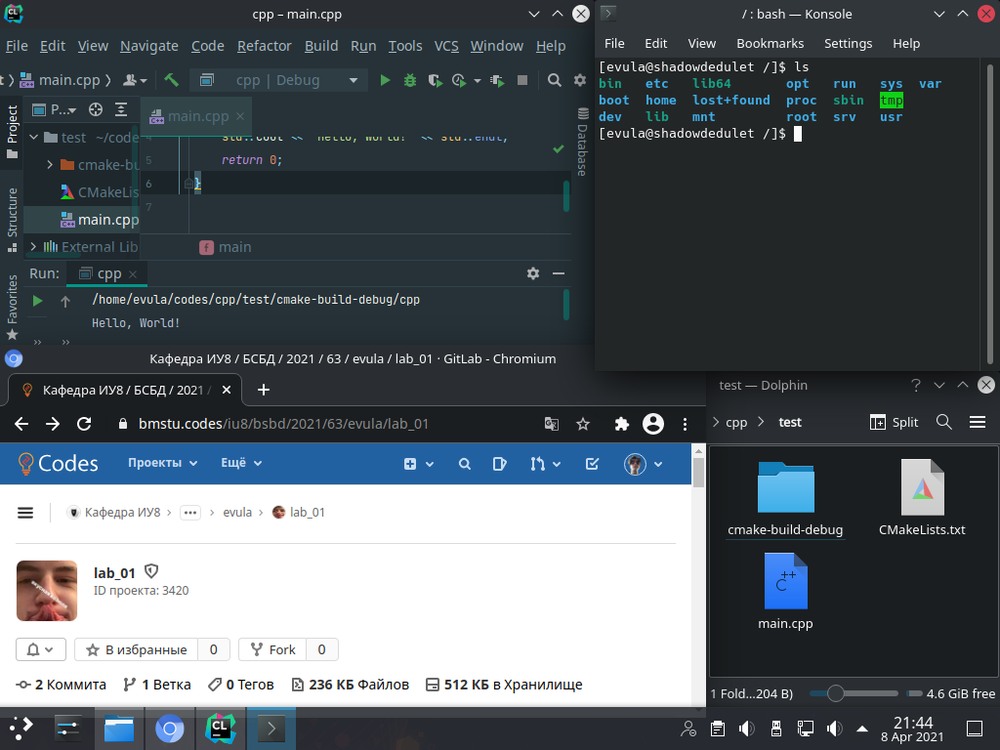 cpp – main.cpp
File Edit View Navigate Code Refactor Build Run Tools VCS Window Help
main.cpp
cpp | Debug
Project
Structure
Favorites
P...
test ~/code
cmake-bu
CMakeLis
main.cpp
External Lib
main.cpp
4 std::cout << "Hello, World!" << std::endl;
5 return 0;
6 }
7
main
Database
Run: cpp
/home/evula/codes/cpp/test/cmake-build-debug/cpp
Hello, World!
/ : bash — Konsole
File Edit View Bookmarks Settings Help
[evula@shadowdedulet /]$ ls
bin etc lib64 opt run sys var
boot home lost+found proc sbin tmp
dev lib mnt root srv usr
[evula@shadowdedulet /]$
Кафедра ИУ8 / БСБД / 2021 / 63 / evula / lab_01 · GitLab - Chromium
Кафедра ИУ8 / БСБД / 2021 /
bmstu.codes/iu8/bsbd/2021/63/evula/lab_01
Codes Проекты Ещё
Кафедра ИУ8 › ••• › evula › lab_01
lab_01
ID проекта: 3420
В избранные 0 Fork 0
2 Коммита 1 Ветка 0 Тегов 236 КБ Файлов 512 КБ в Хранилище
test — Dolphin
cpp test Split
cmake-build-debug CMakeLists.txt
C++
main.cpp
1 Fold...204 B) 4.6 GiB free
CL
21:44
8 Apr 2021